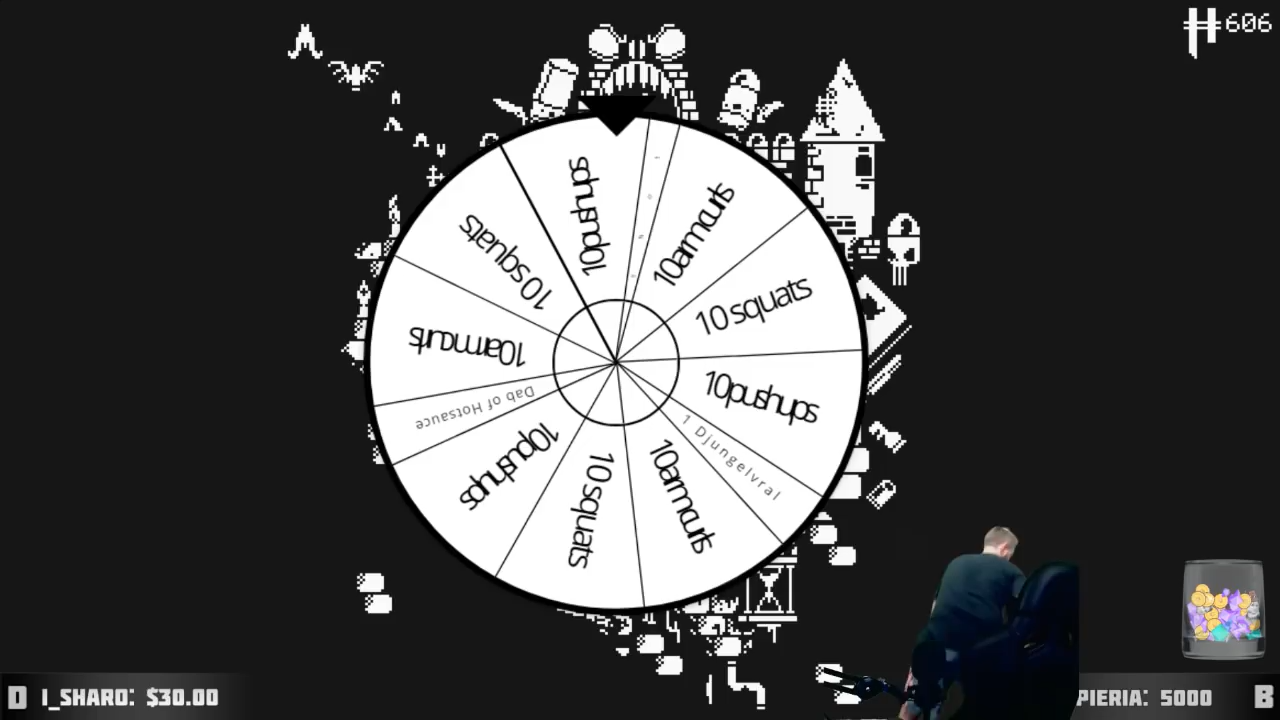 606
10pushups
10armcurls
10 squats
10pushups
1 Djungelvral
10armcurls
10 squats
10pushups
Dab of Hotsauce
10armcurls
10 squats
I_SHARO: $30.00
PIERIA: 5000
B